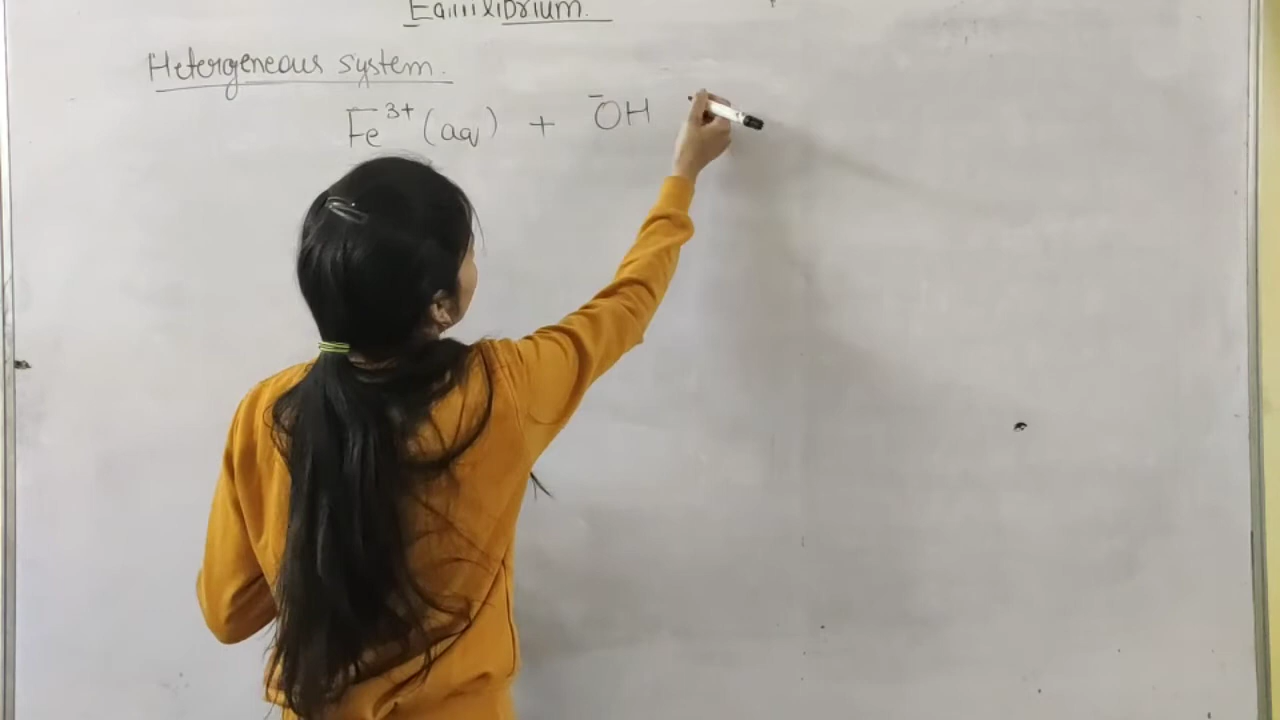 Equilibrium.
Hetergeneous system.
Fe³⁺(aq) + ⁻OH